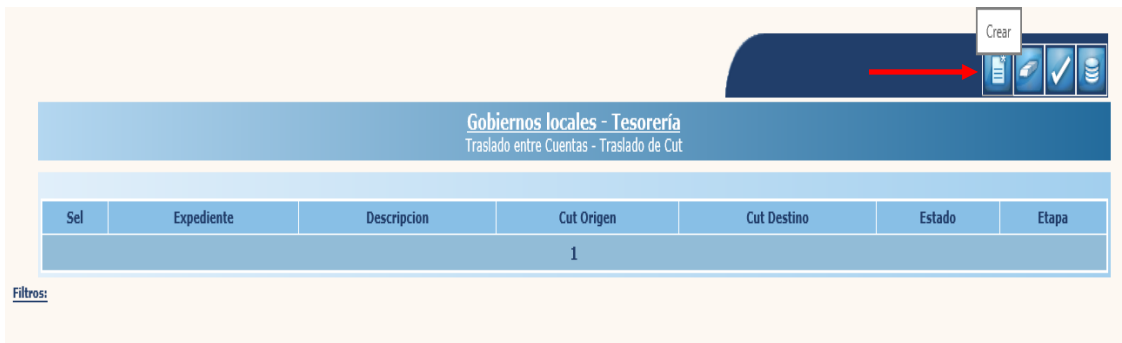 Crear
Gobiernos locales - Tesorería
Traslado entre Cuentas - Traslado de Cut
Sel Expediente Descripcion Cut Origen Cut Destino Estado Etapa
1
Filtros: